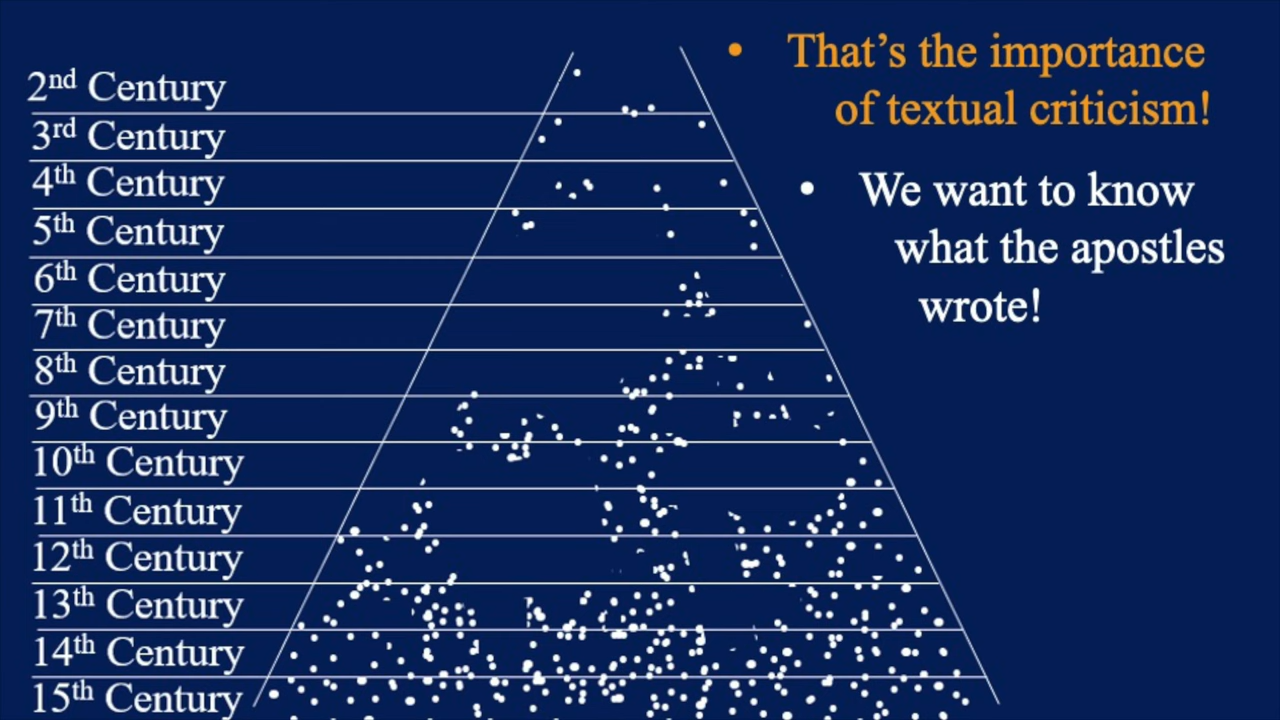 2nd Century
3rd Century
4th Century
5th Century
6th Century
7th Century
8th Century
9th Century
10th Century
11th Century
12th Century
13th Century
14th Century
15th Century
• That’s the importance
of textual criticism!
• We want to know
what the apostles
wrote!